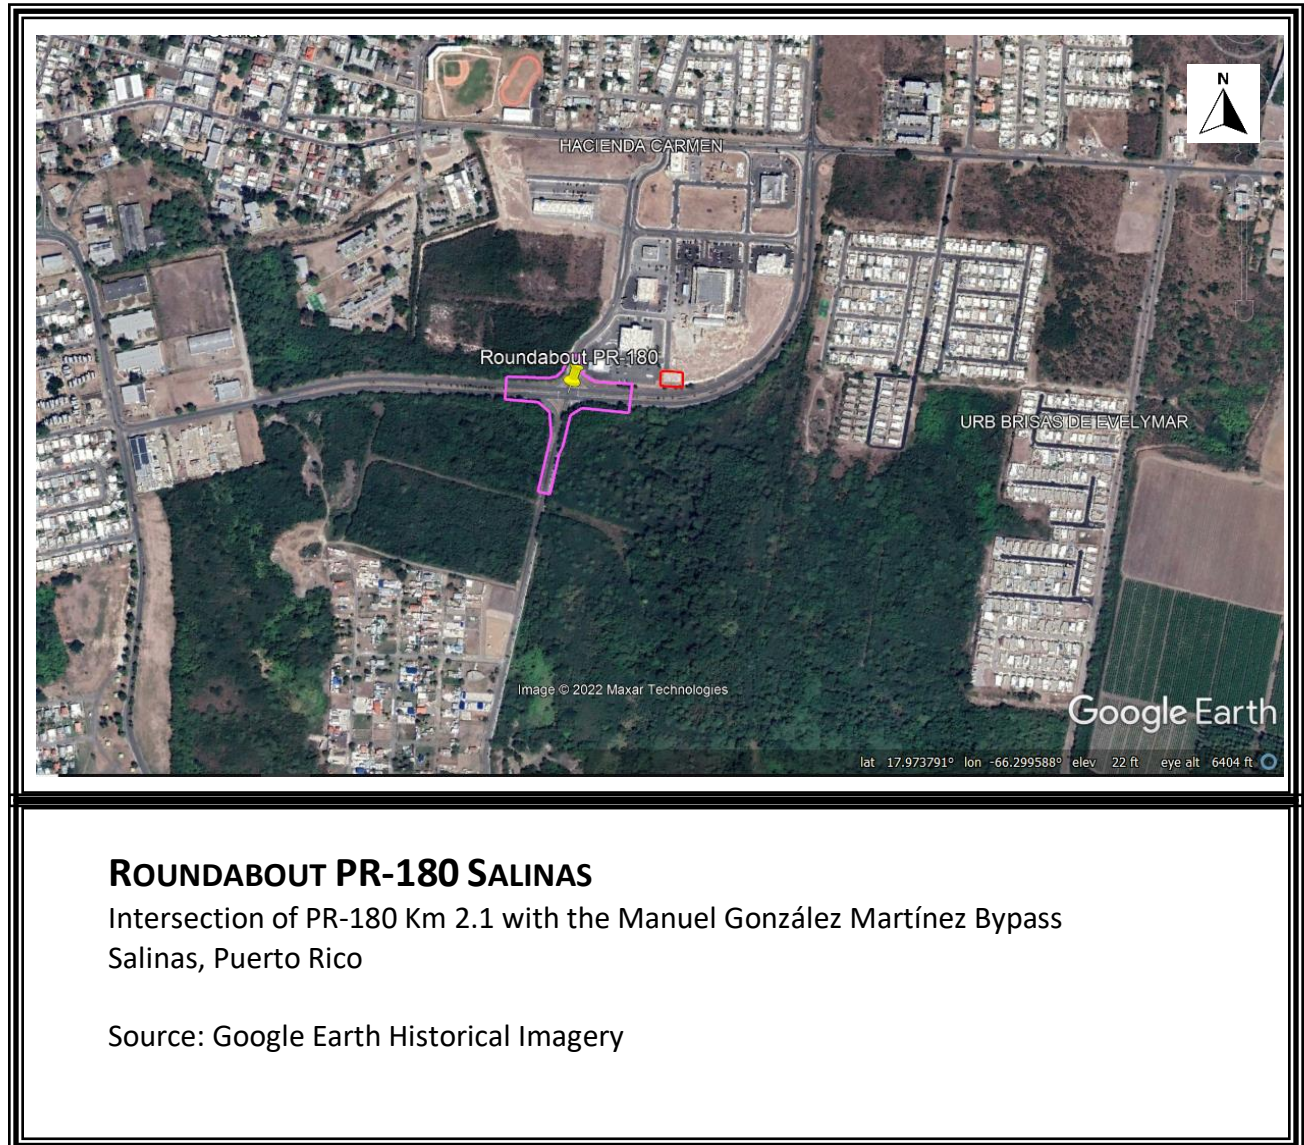 N
HACIENDA CARMEN
Roundabout PR-180
URB BRISAS DE EVELYMAR
Image © 2022 Maxar Technologies
Google Earth
lat 17.973791° lon -66.299588° elev 22 ft eye alt 6404 ft
ROUNDABOUT PR-180 SALINAS
Intersection of PR-180 Km 2.1 with the Manuel González Martínez Bypass
Salinas, Puerto Rico
Source: Google Earth Historical Imagery